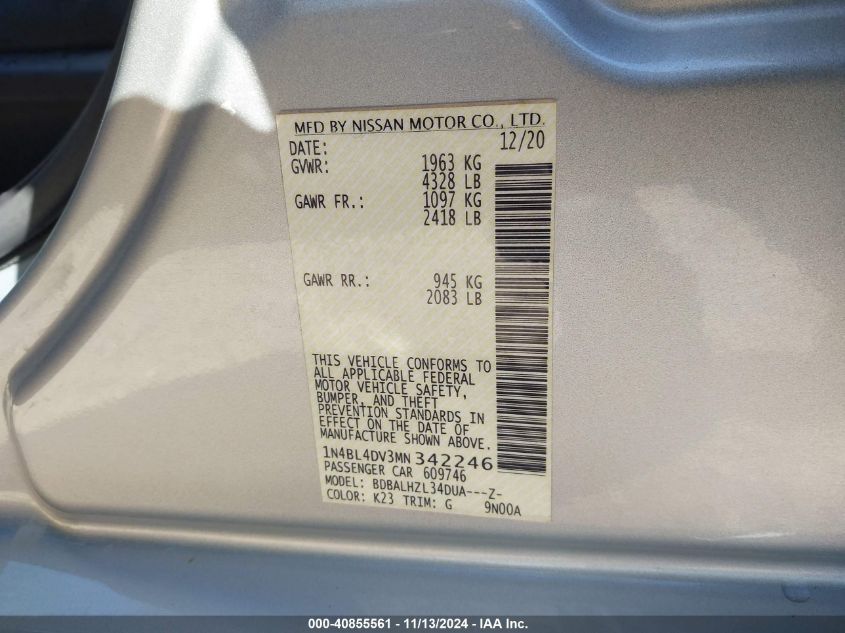 MFD BY NISSAN MOTOR CO., LTD.
DATE: 12/20
GVWR: 1963 KG
4328 LB
GAWR FR.: 1097 KG
2418 LB
GAWR RR.: 945 KG
2083 LB
THIS VEHICLE CONFORMS TO
ALL APPLICABLE FEDERAL
MOTOR VEHICLE SAFETY,
BUMPER, AND THEFT
PREVENTION STANDARDS IN
EFFECT ON THE DATE OF
MANUFACTURE SHOWN ABOVE.
1N4BL4DV3MN342246
PASSENGER CAR 609746
MODEL: BDBALHZL34DUA---Z-
COLOR: K23 TRIM: G 9N00A
000-40855561 - 11/13/2024 - IAA Inc.